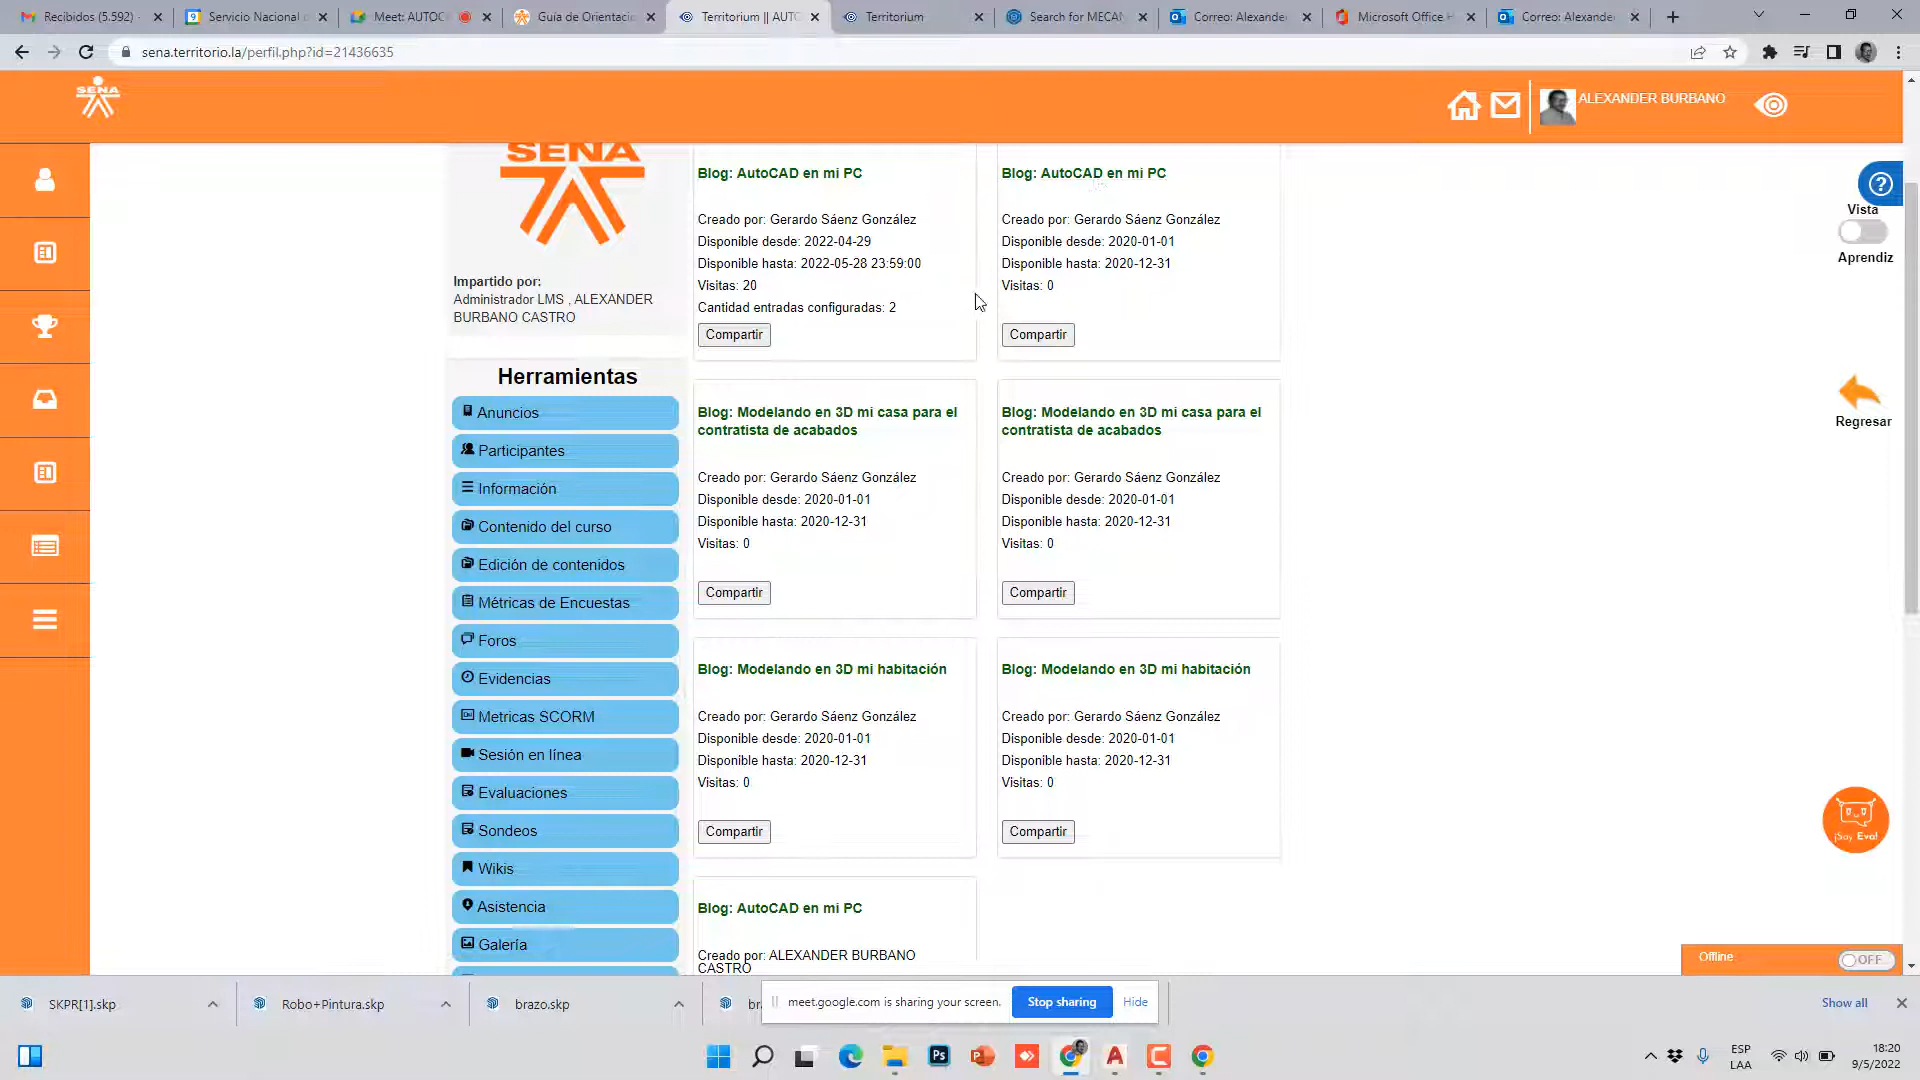 Recibidos (5.592) -
Servicio Nacional
Meet: AUTOC
Guía de Orientació
Territorium || AUTO
Territorium
Search for MECAN
Correo: Alexande
Microsoft Office H
Correo: Alexande
sena.territorio.la/perfil.php?id=21436635
SENA
ALEXANDER BURBANO
SENA
Impartido por:
Administrador LMS , ALEXANDER
BURBANO CASTRO
Herramientas
Anuncios
Participantes
Información
Contenido del curso
Edición de contenidos
Métricas de Encuestas
Foros
Evidencias
Metricas SCORM
Sesión en línea
Evaluaciones
Sondeos
Wikis
Asistencia
Galería
Blog: AutoCAD en mi PC
Creado por: Gerardo Sáenz González
Disponible desde: 2022-04-29
Disponible hasta: 2022-05-28 23:59:00
Visitas: 20
Cantidad entradas configuradas: 2
Compartir
Blog: AutoCAD en mi PC
Creado por: Gerardo Sáenz González
Disponible desde: 2020-01-01
Disponible hasta: 2020-12-31
Visitas: 0
Compartir
Blog: Modelando en 3D mi casa para el
contratista de acabados
Creado por: Gerardo Sáenz González
Disponible desde: 2020-01-01
Disponible hasta: 2020-12-31
Visitas: 0
Compartir
Blog: Modelando en 3D mi casa para el
contratista de acabados
Creado por: Gerardo Sáenz González
Disponible desde: 2020-01-01
Disponible hasta: 2020-12-31
Visitas: 0
Compartir
Blog: Modelando en 3D mi habitación
Creado por: Gerardo Sáenz González
Disponible desde: 2020-01-01
Disponible hasta: 2020-12-31
Visitas: 0
Compartir
Blog: Modelando en 3D mi habitación
Creado por: Gerardo Sáenz González
Disponible desde: 2020-01-01
Disponible hasta: 2020-12-31
Visitas: 0
Compartir
Blog: AutoCAD en mi PC
Creado por: ALEXANDER BURBANO
CASTRO
Vista
Aprendiz
Regresar
¡Soy Eva!
Offline
OFF
SKPR[1].skp
Robo+Pintura.skp
brazo.skp
br
meet.google.com is sharing your screen.
Stop sharing
Hide
Show all
Ps
ESP
LAA
18:20
9/5/2022